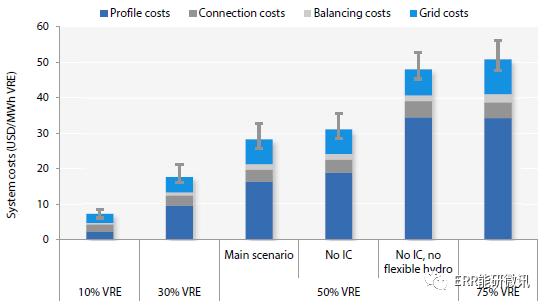 Profile costs Connection costs Balancing costs Grid costs
System costs (USD/MWh VRE)
60
50
40
30
20
10
0
Main scenario No IC No IC, no
flexible hydro
10% VRE 30% VRE 50% VRE 75% VRE
ERR能研微讯